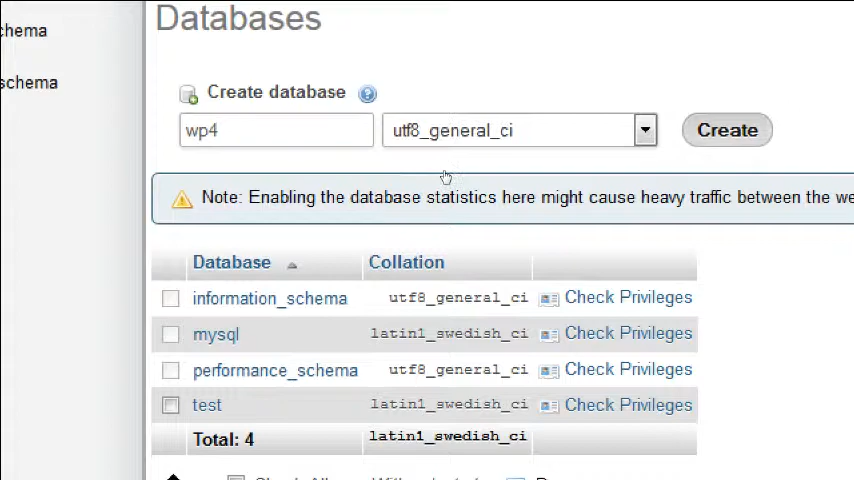 Databases
chema
schema
Create database
wp4
utf8_general_ci
Create
Note: Enabling the database statistics here might cause heavy traffic between the we
Database Collation
information_schema utf8_general_ci Check Privileges
mysql latin1_swedish_ci Check Privileges
performance_schema utf8_general_ci Check Privileges
test latin1_swedish_ci Check Privileges
Total: 4 latin1_swedish_ci